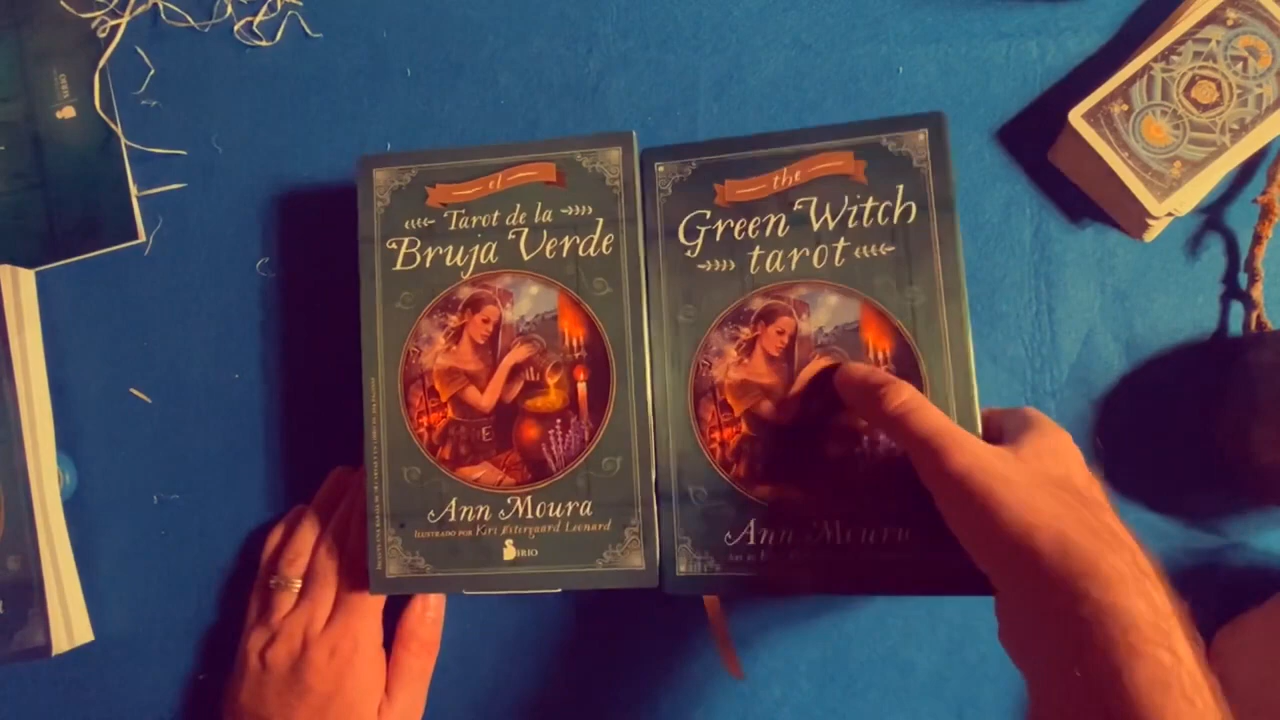 el
Tarot de la
Bruja Verde
Ann Moura
ILUSTRADO POR Kiri Østergaard Leonard
SIRIO
the
Green Witch
tarot
Ann Moura
SIRIO